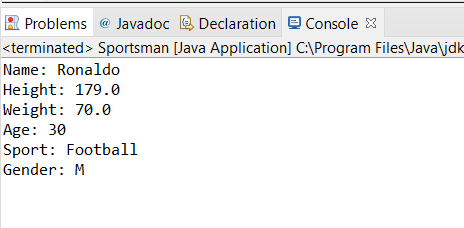 Problems @ Javadoc Declaration Console
<terminated> Sportsman [Java Application] C:\Program Files\Java\jdk
Name: Ronaldo
Height: 179.0
Weight: 70.0
Age: 30
Sport: Football
Gender: M